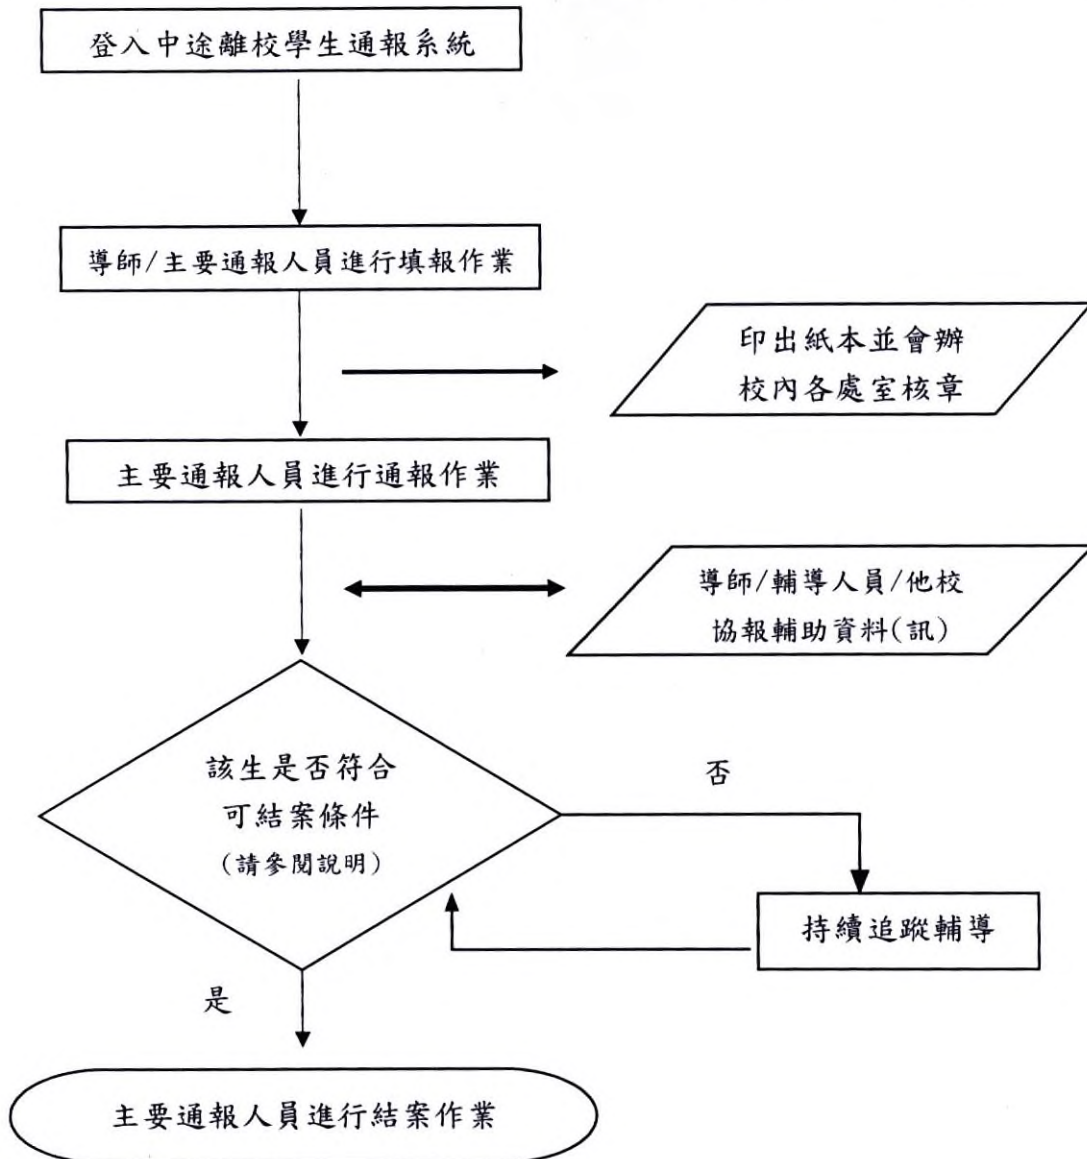 登入中途離校學生通報系統
導師/主要通報人員進行填報作業
印出紙本並會辦
校內各處室核章
主要通報人員進行通報作業
導師/輔導人員/他校
協報輔助資料(訊)
該生是否符合
可結案條件
(請參閱說明)
否
持續追蹤輔導
是
主要通報人員進行結案作業